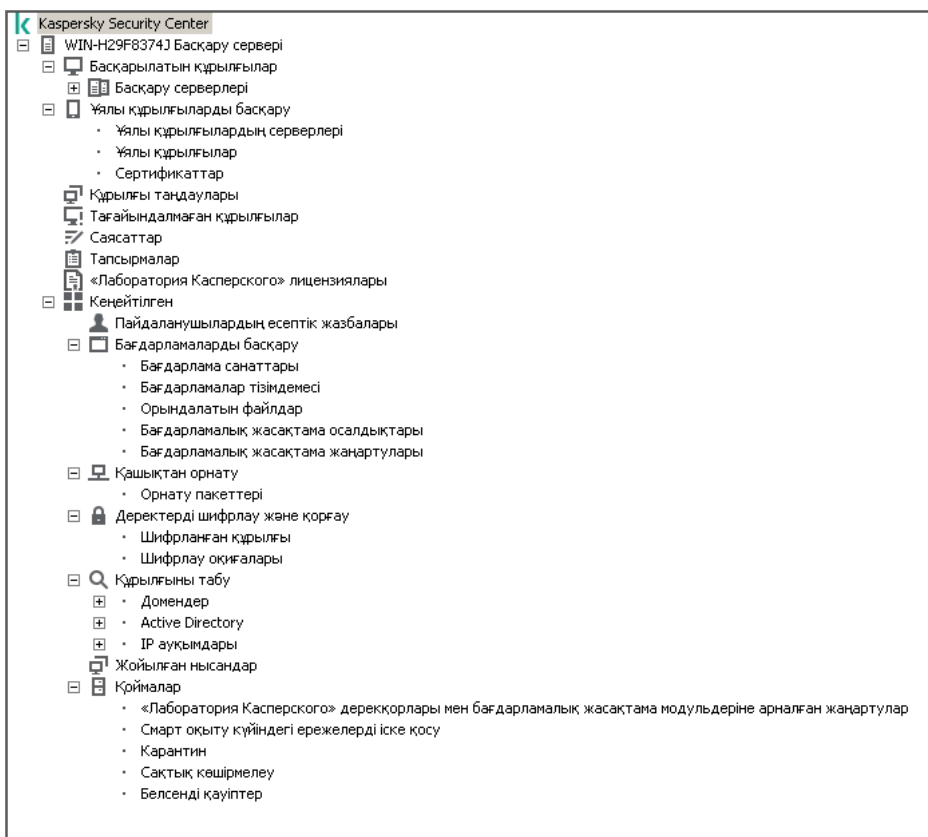 Kaspersky Security Center
WIN-H29F8374J Басқару сервері
Басқарылатын құрылғылар
Басқару серверлері
Ұялы құрылғыларды басқару
Ұялы құрылғылардың серверлері
Ұялы құрылғылар
Сертификаттар
Құрылғы таңдаулары
Тағайындалмаған құрылғылар
Саясаттар
Тапсырмалар
«Лаборатория Касперского» лицензиялары
Кеңейтілген
Пайдаланушылардың есептік жазбалары
Бағдарламаларды басқару
Бағдарлама санаттары
Бағдарламалар тізімдемесі
Орындалатын файлдар
Бағдарламалық жасақтама осалдықтары
Бағдарламалық жасақтама жаңартулары
Қашықтан орнату
Орнату пакеттері
Деректерді шифрлау және қорғау
Шифрланған құрылғы
Шифрлау оқиғалары
Құрылғыны табу
Домендер
Active Directory
IP ауқымдары
Жойылған нысандар
Қоймалар
«Лаборатория Касперского» дерекқорлары мен бағдарламалық жасақтама модульдеріне арналған жаңартулар
Смарт оқыту күйіндегі ережелерді іске қосу
Карантин
Сақтық көшірмелеу
Белсенді қауіптер